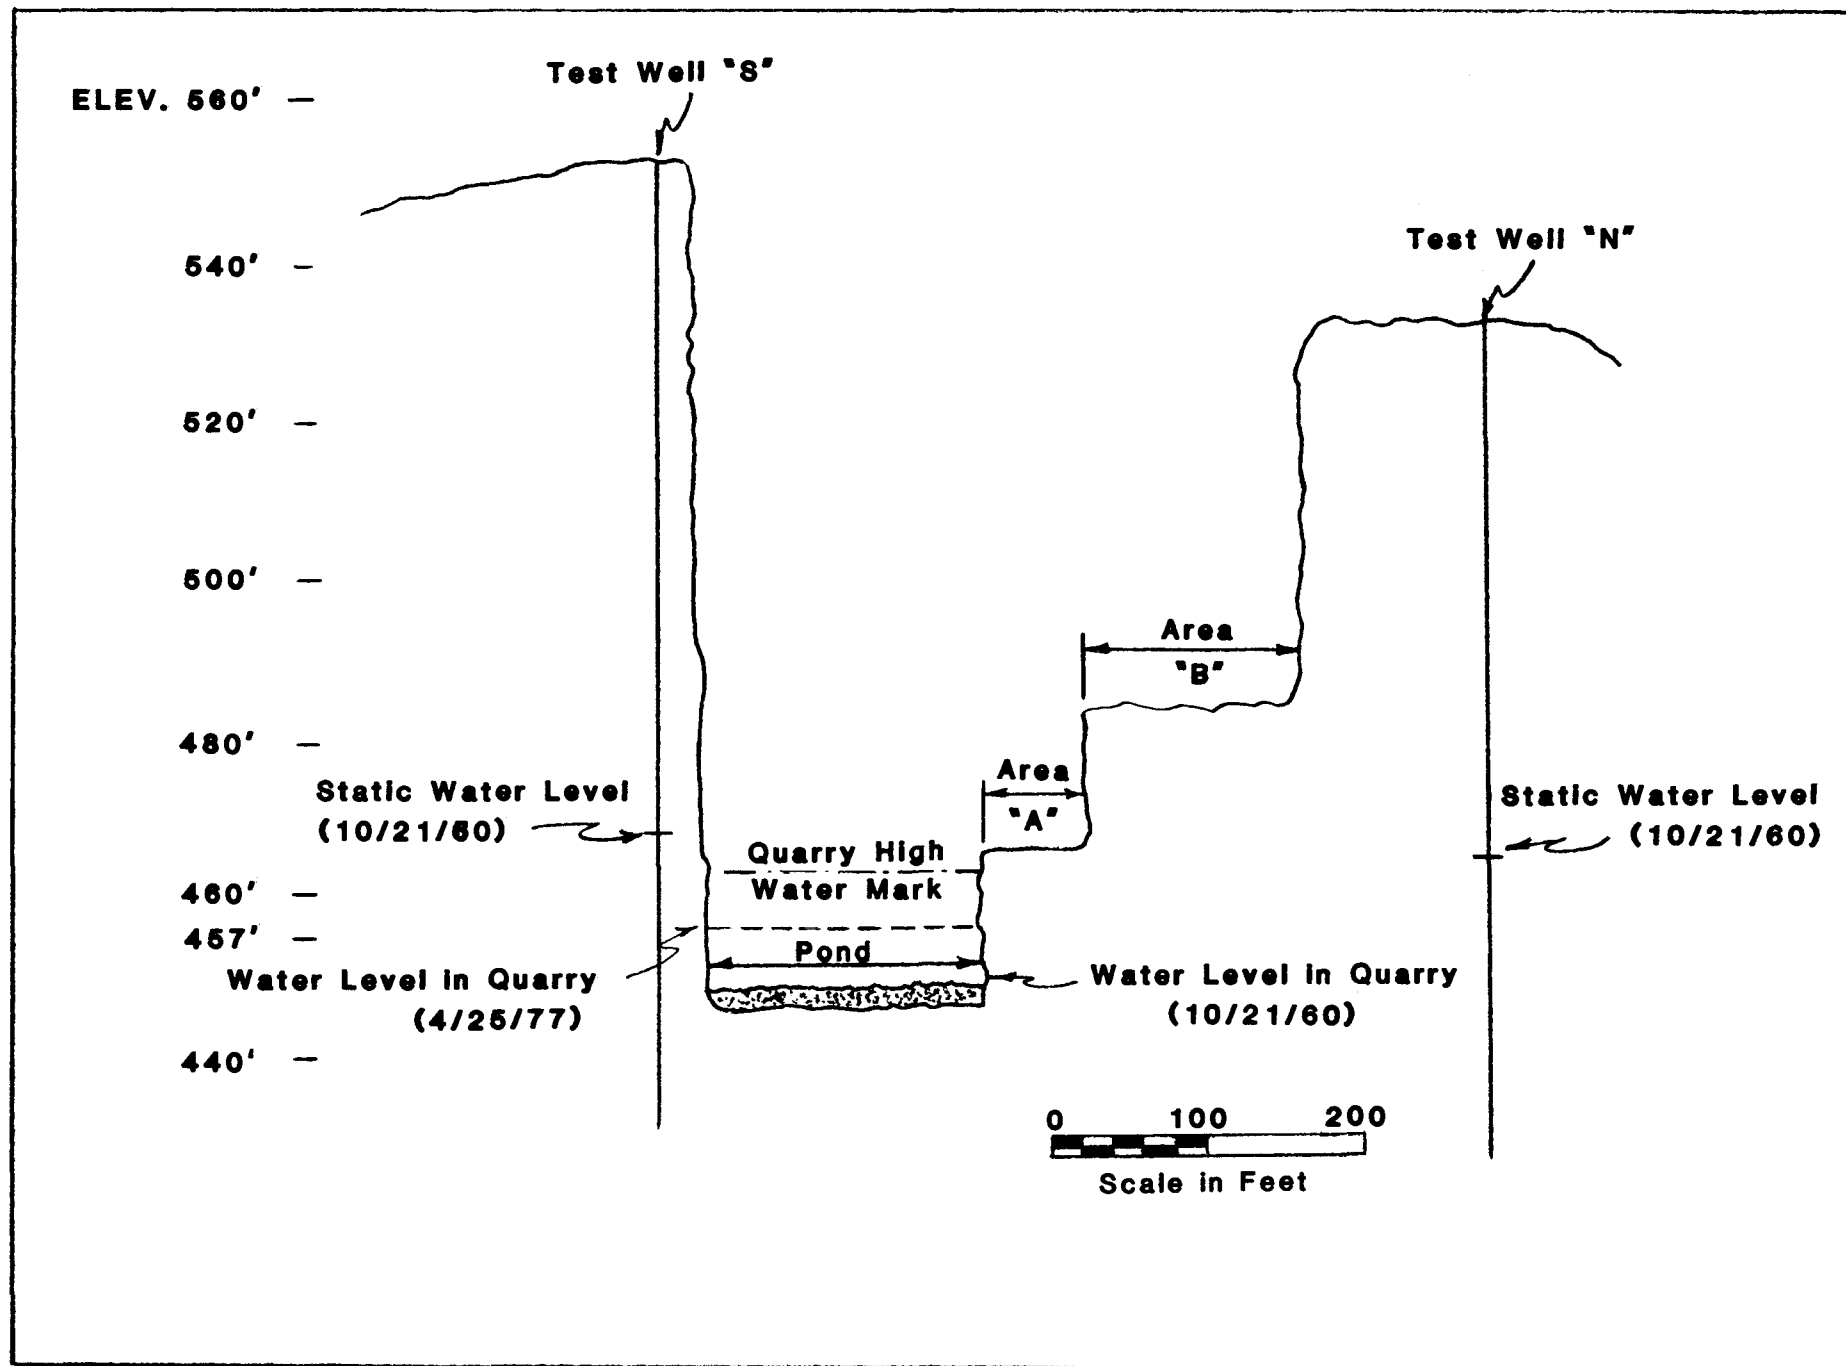 Test Well "S"
ELEV. 560'
540'
Test Well "N"
520'
500'
Area
"B"
480'
Area
"A"
Static Water Level
(10/21/60)
Static Water Level
(10/21/60)
Quarry High
Water Mark
460'
457'
Pond
Water Level in Quarry
(4/25/77)
Water Level in Quarry
(10/21/60)
440'
0 100 200
Scale in Feet